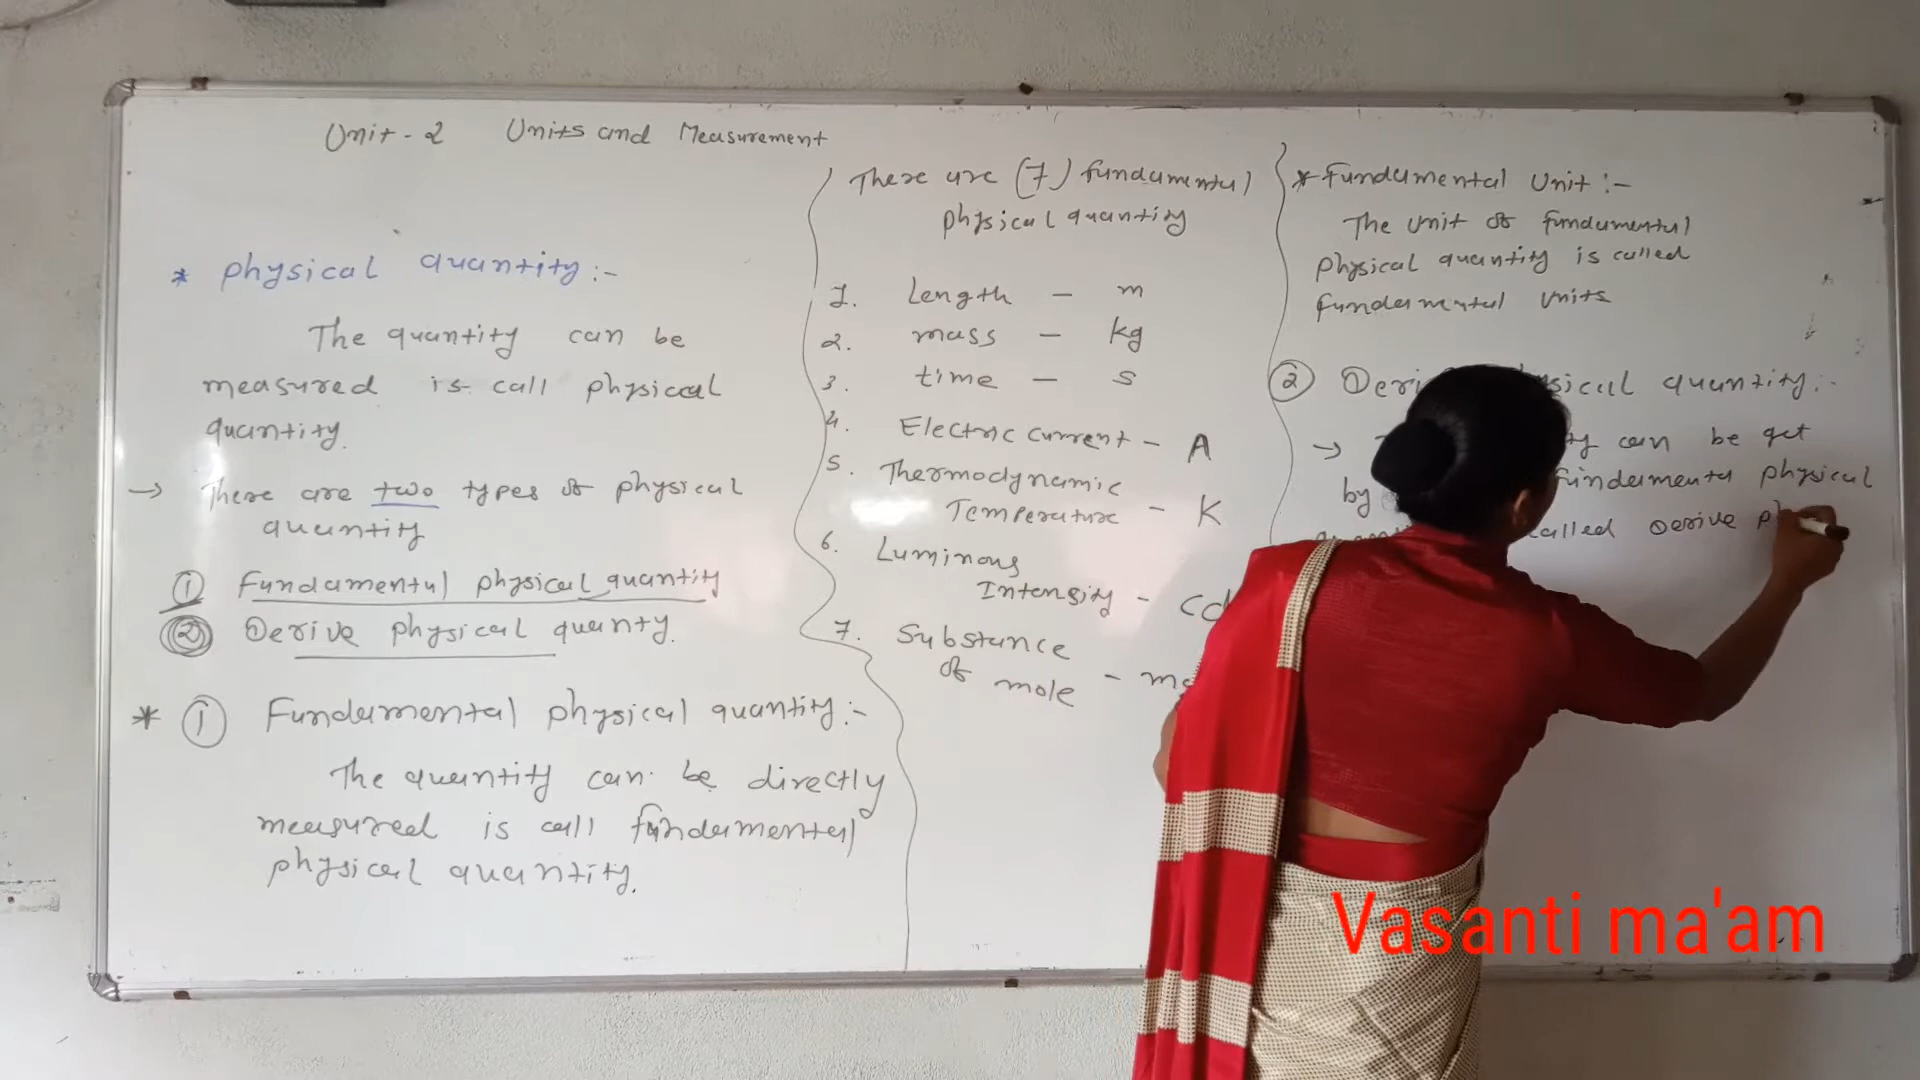 Unit - 2 Units and Measurement
* physical quantity :-
The quantity can be
measured is call physical
quantity.
→ There are two types of physical
quantity
① Fundamental physical quantity
② Derive physical quanty.
* ① Fundamental physical quantity :-
The quantity can be directly
measured is call fundamental
physical quantity.
There are (7) fundamental
physical quantity
1. Length - m
2. mass - kg
3. time - s
4. Electric current - A
5. Thermodynamic
Temperature - K
6. Luminous
Intensity - cd
7. Substance
of mole - mo
* Fundamental Unit :-
The unit of fundamental
physical quantity is called
fundamental units
② Deri sical quantity :-
→ ty can be get
by fundamental physical
called Derive ph
Vasanti ma'am